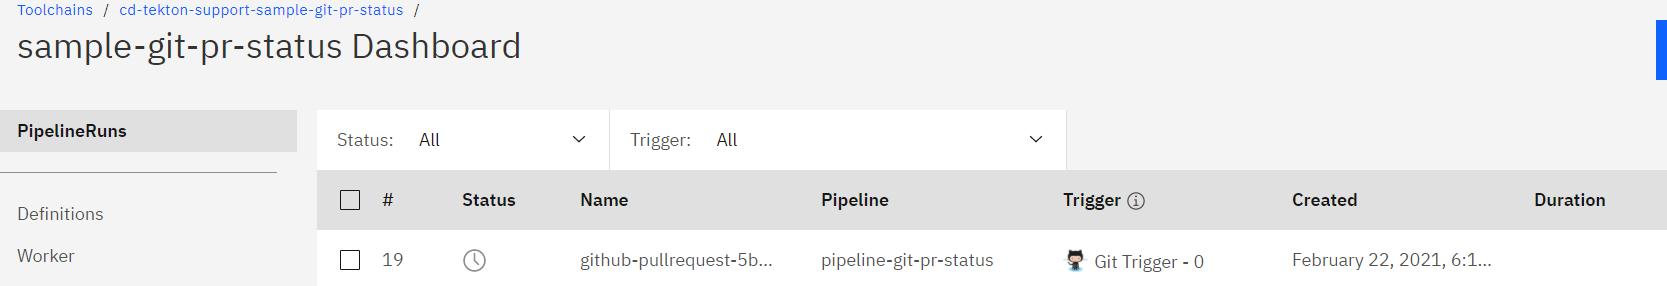 Toolchains / cd-tekton-support-sample-git-pr-status /
sample-git-pr-status Dashboard
PipelineRuns
Definitions
Worker
Status: All Trigger: All
# Status Name Pipeline Trigger Created Duration
19 github-pullrequest-5b... pipeline-git-pr-status Git Trigger - 0 February 22, 2021, 6:1...